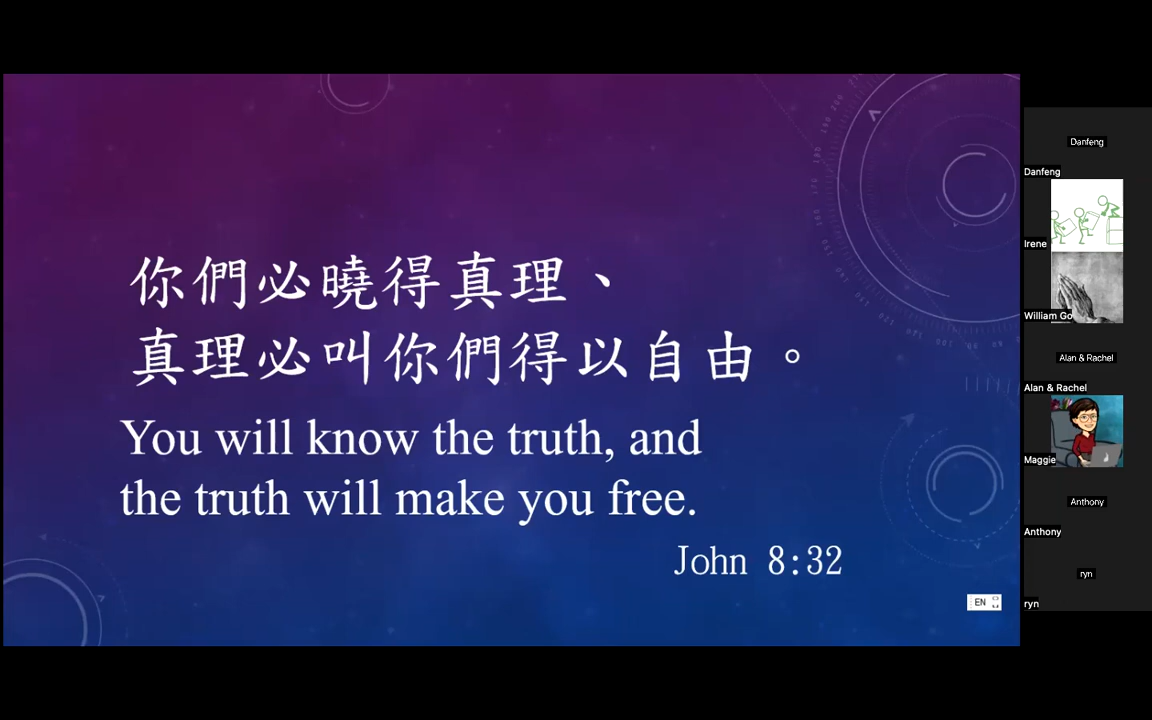 你們必曉得真理、
真理必叫你們得以自由。
You will know the truth, and
the truth will make you free.
John 8:32
EN
Danfeng
Danfeng
Irene
William Go
Alan & Rachel
Alan & Rachel
Maggie
Anthony
Anthony
ryn
ryn